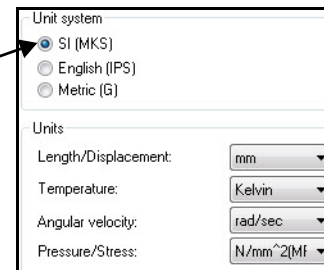 Unit system
SI (MKS)
English (IPS)
Metric (G)
Units
Length/Displacement: mm
Temperature: Kelvin
Angular velocity: rad/sec
Pressure/Stress: N/mm^2(MF